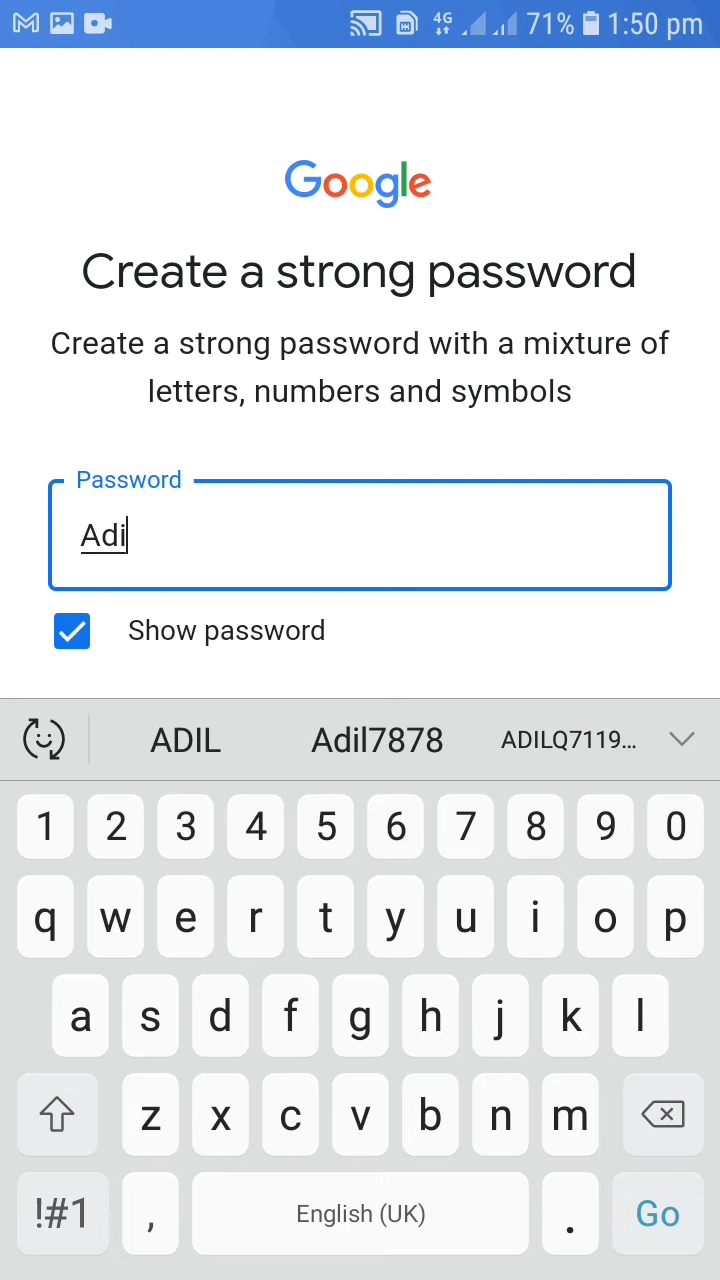 4G 71% 1:50 pm
Google
Create a strong password
Create a strong password with a mixture of
letters, numbers and symbols
Password
Adi
Show password
ADIL Adil7878 ADILQ7119...
1 2 3 4 5 6 7 8 9 0
q w e r t y u i o p
a s d f g h j k l
z x c v b n m
!#1 , English (UK) . Go